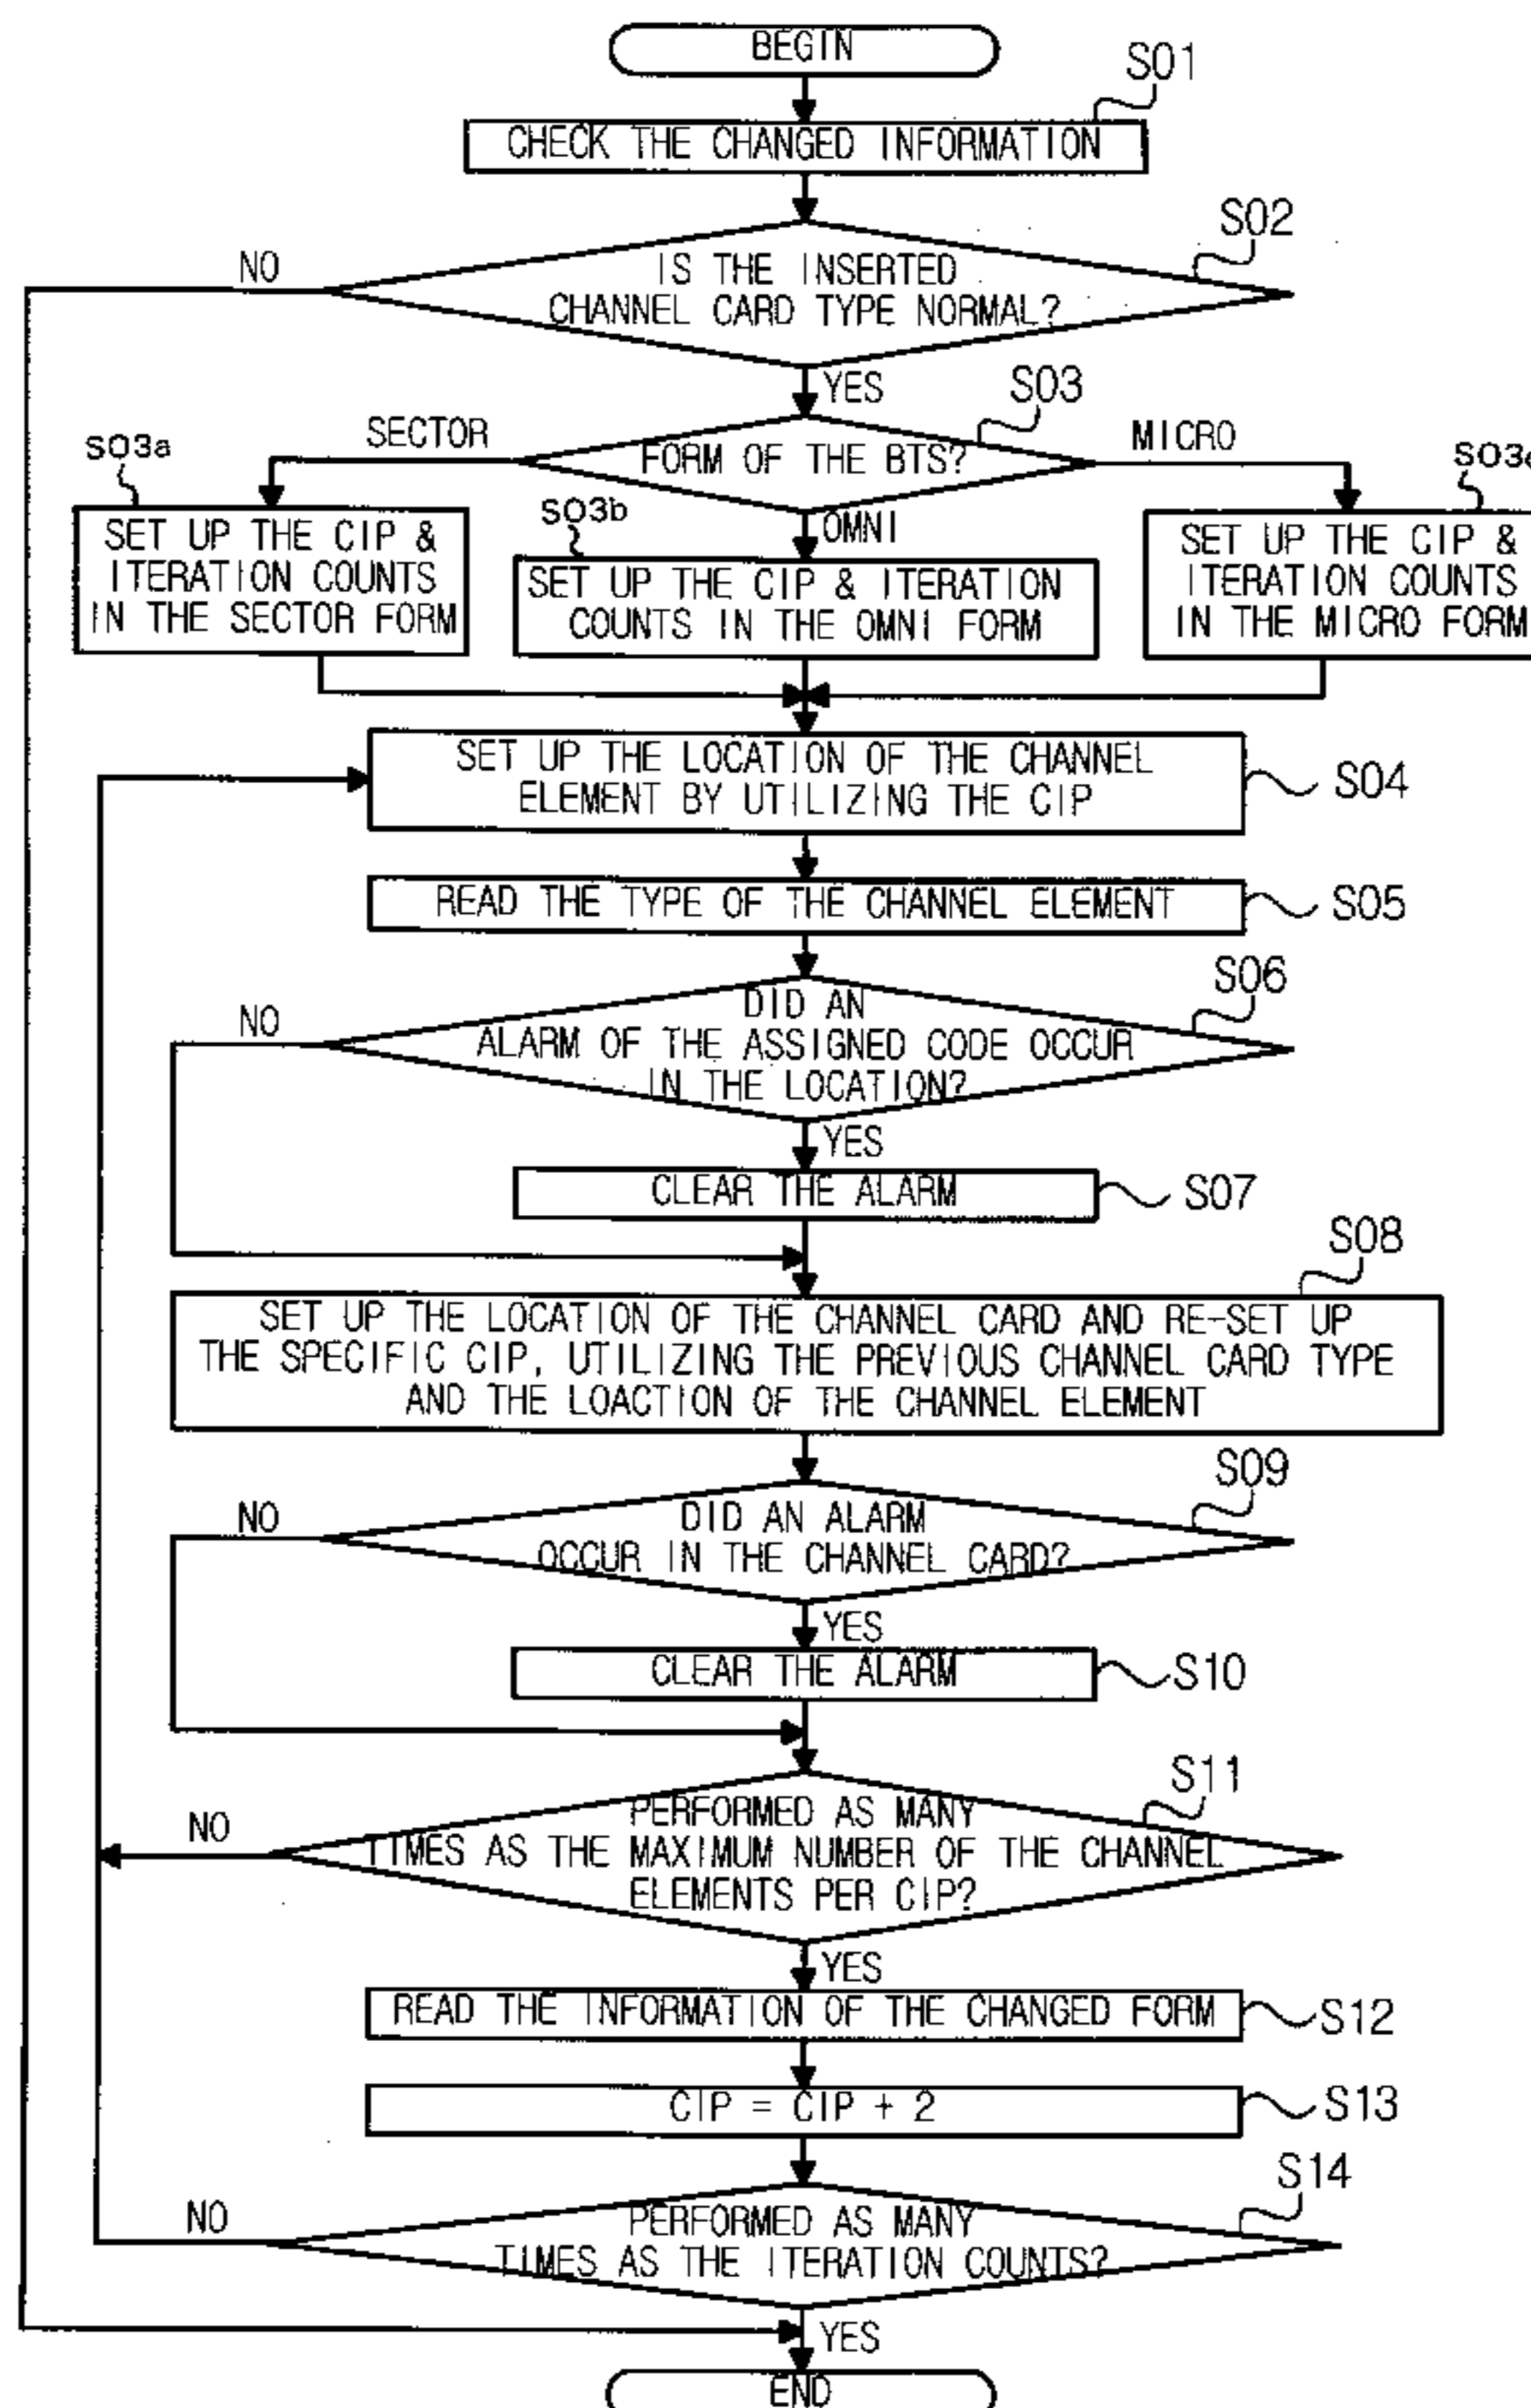 BEGIN
S01
CHECK THE CHANGED INFORMATION
S02
NO
IS THE INSERTED
CHANNEL CARD TYPE NORMAL?
YES
S03
SECTOR
FORM OF THE BTS?
MICRO
S03a
S03b
OMNI
SET UP THE CIP &
ITERATION COUNTS
IN THE SECTOR FORM
SET UP THE CIP & ITERATION
COUNTS IN THE OMNI FORM
SET UP THE CIP &
ITERATION COUNTS
IN THE MICRO FORM
SET UP THE LOCATION OF THE CHANNEL
ELEMENT BY UTILIZING THE CIP
S04
READ THE TYPE OF THE CHANNEL ELEMENT
S05
S06
NO
DID AN
ALARM OF THE ASSIGNED CODE OCCUR
IN THE LOCATION?
YES
CLEAR THE ALARM
S07
S08
SET UP THE LOCATION OF THE CHANNEL CARD AND RE-SET UP
THE SPECIFIC CIP, UTILIZING THE PREVIOUS CHANNEL CARD TYPE
AND THE LOACTION OF THE CHANNEL ELEMENT
S09
NO
DID AN ALARM
OCCUR IN THE CHANNEL CARD?
YES
CLEAR THE ALARM
S10
S11
NO
PERFORMED AS MANY
TIMES AS THE MAXIMUM NUMBER OF THE CHANNEL
ELEMENTS PER CIP?
YES
READ THE INFORMATION OF THE CHANGED FORM
S12
CIP = CIP + 2
S13
S14
NO
PERFORMED AS MANY
TIMES AS THE ITERATION COUNTS?
YES
END